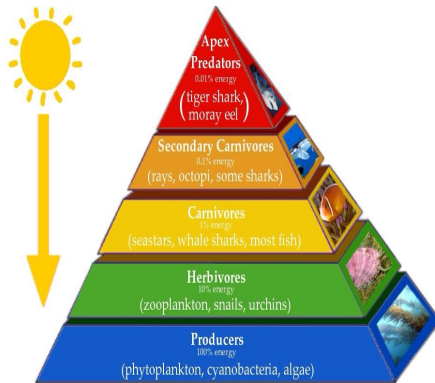 Apex
Predators
0.01% energy
(tiger shark,
moray eel)
Secondary Carnivores
0.1% energy
(rays, octopi, some sharks)
Carnivores
1% energy
(seastars, whale sharks, most fish)
Herbivores
10% energy
(zooplankton, snails, urchins)
Producers
100% energy
(phytoplankton, cyanobacteria, algae)